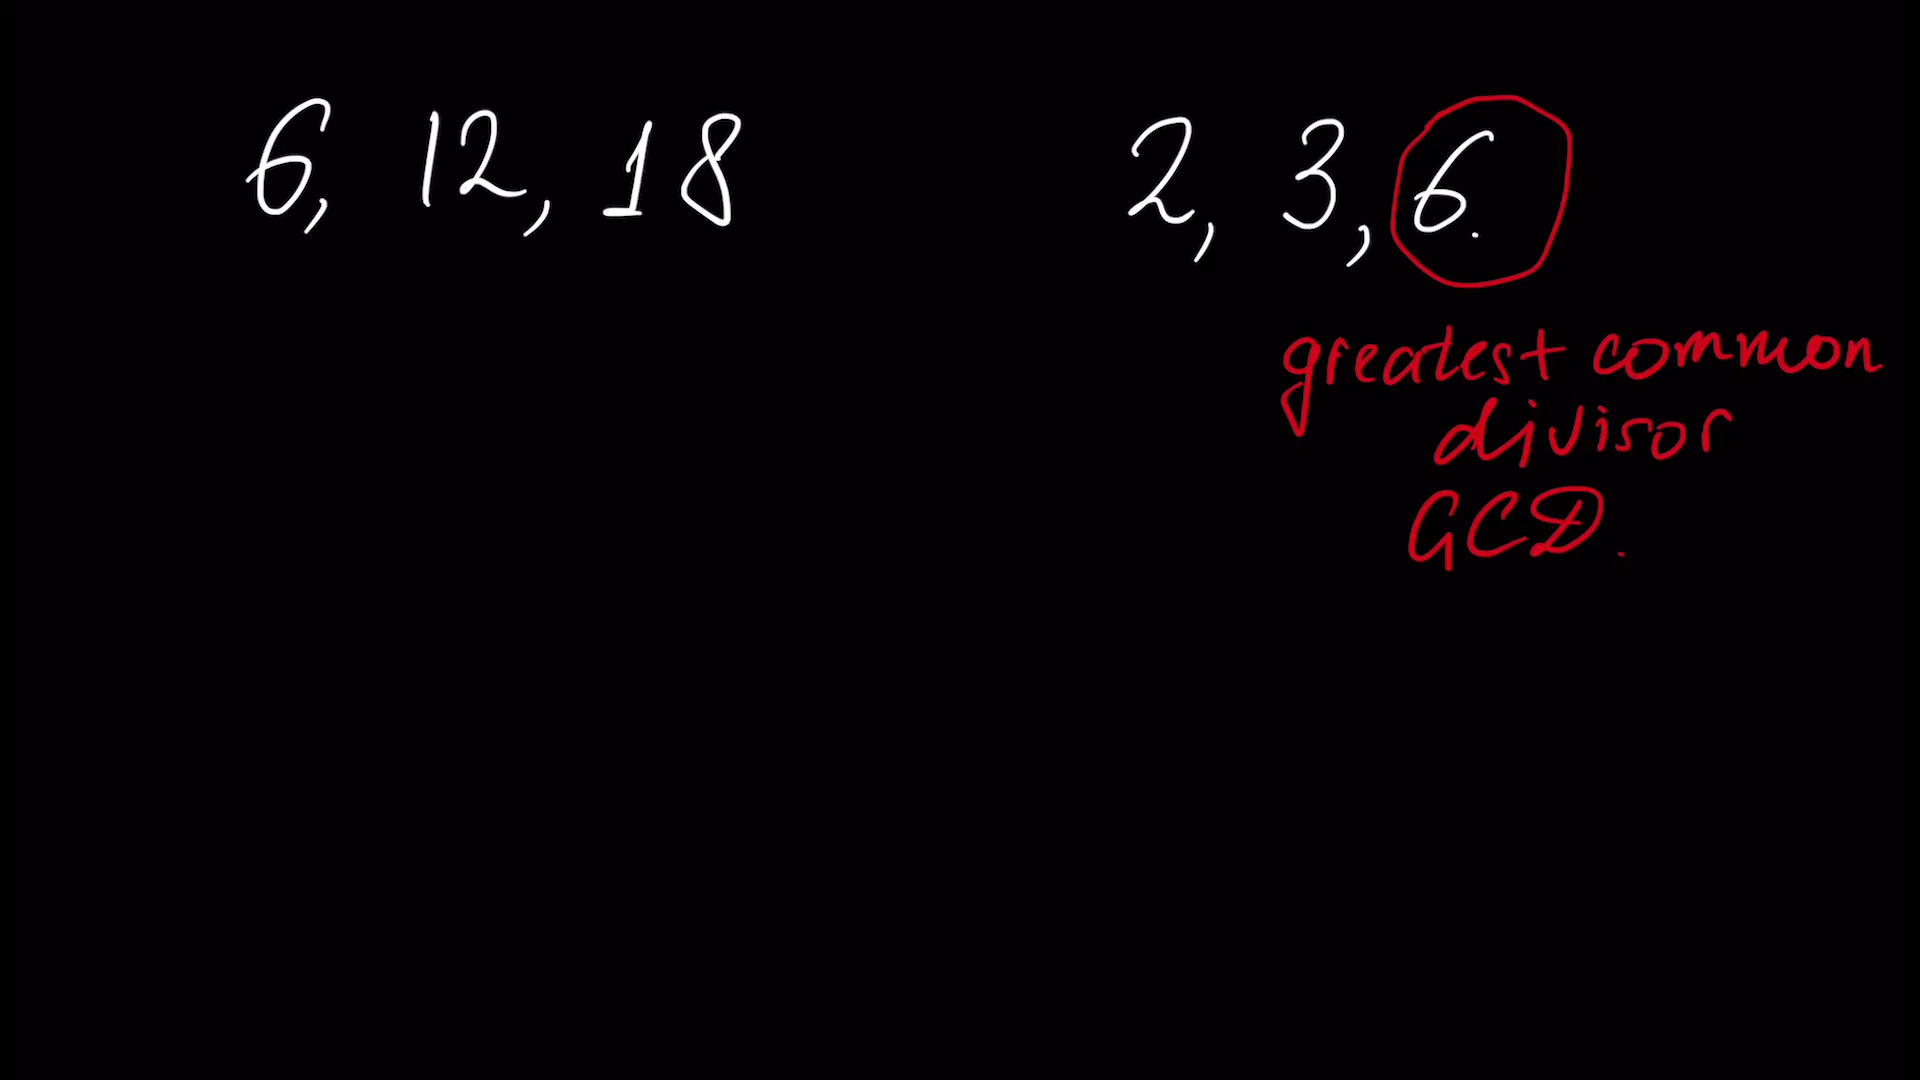 6, 12, 18
2, 3, 6.
greatest common
divisor
GCD.